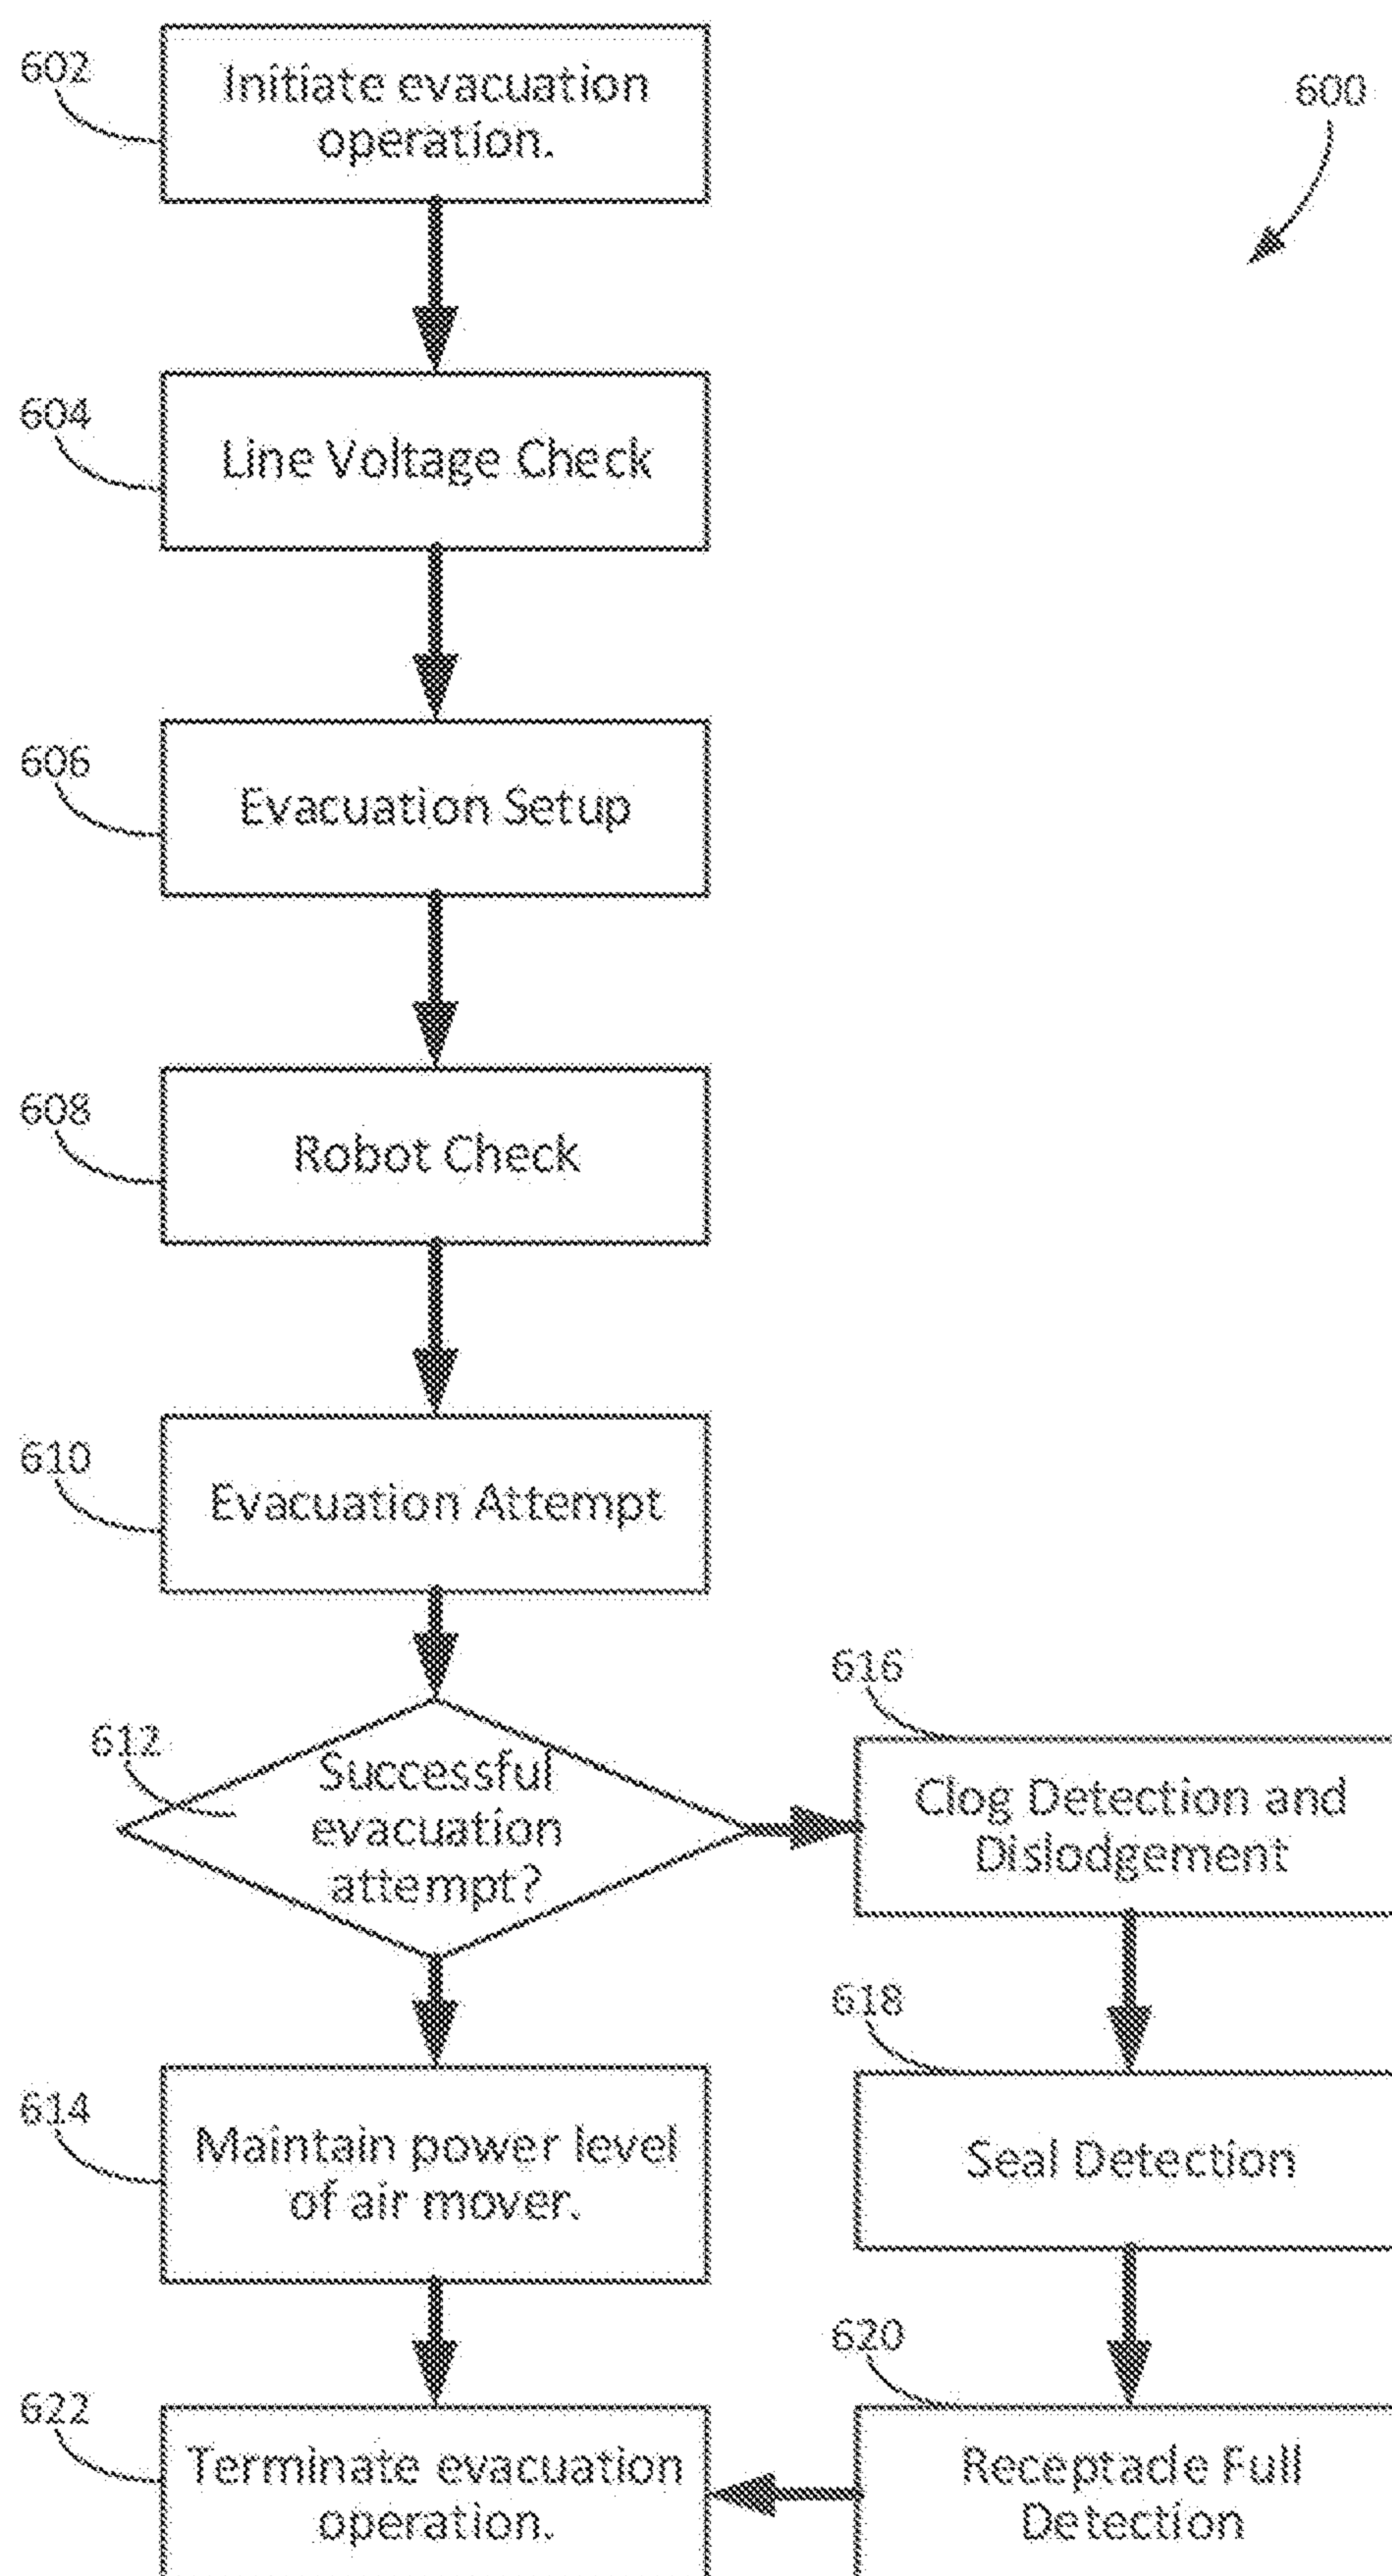 602
Initiate evacuation
operation.
600
604
Line Voltage Check
606
Evacuation Setup
608
Robot Check
610
Evacuation Attempt
612
Successful
evacuation
attempt?
616
Clog Detection and
Dislodgement
618
Seal Detection
614
Maintain power level
of air mover.
620
Receptacle Full
Detection
622
Terminate evacuation
operation.